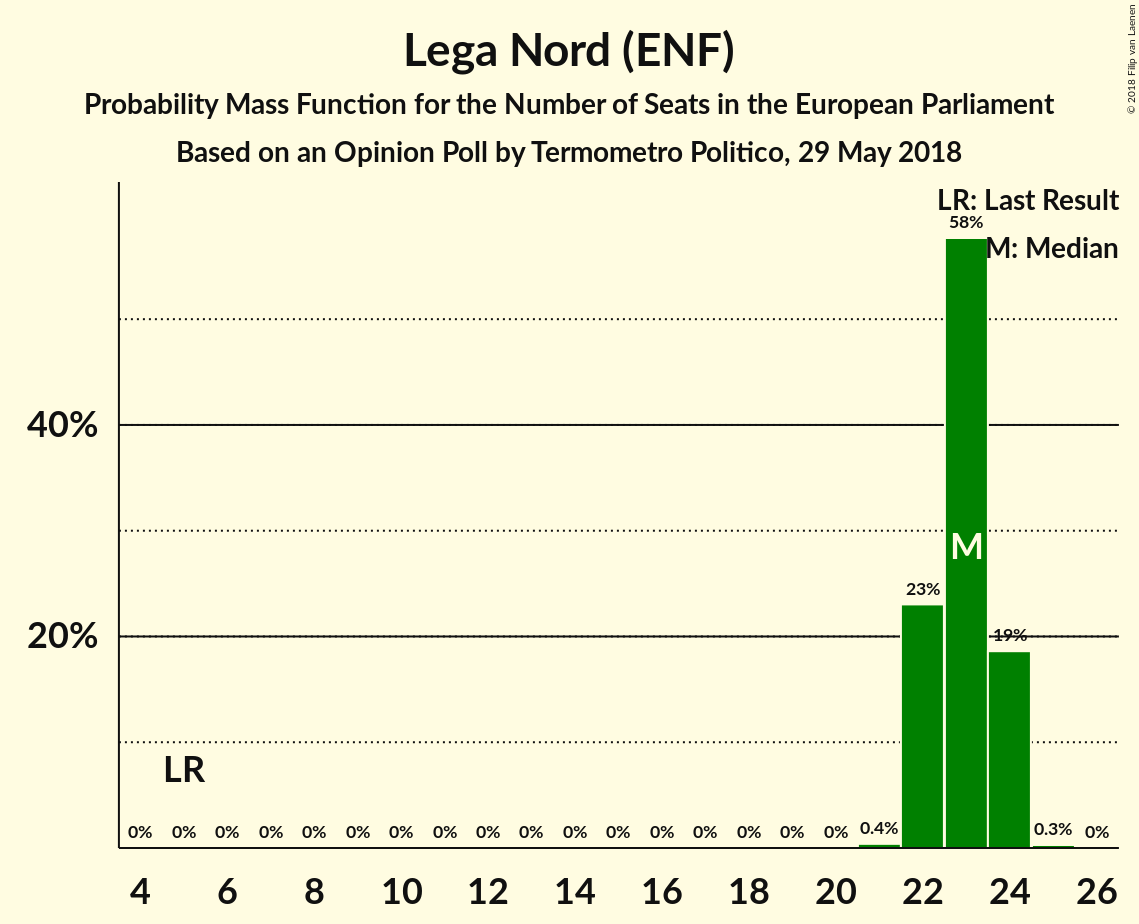 Lega Nord (ENF)
Probability Mass Function for the Number of Seats in the European Parliament
Based on an Opinion Poll by Termometro Politico, 29 May 2018
© 2018 Filip van Laenen
LR: Last Result
M: Median
58%
40%
M
23%
20%
19%
LR
0% 0% 0% 0% 0% 0% 0% 0% 0% 0% 0% 0% 0% 0% 0% 0% 0% 0.4% 0.3% 0%
4 6 8 10 12 14 16 18 20 22 24 26